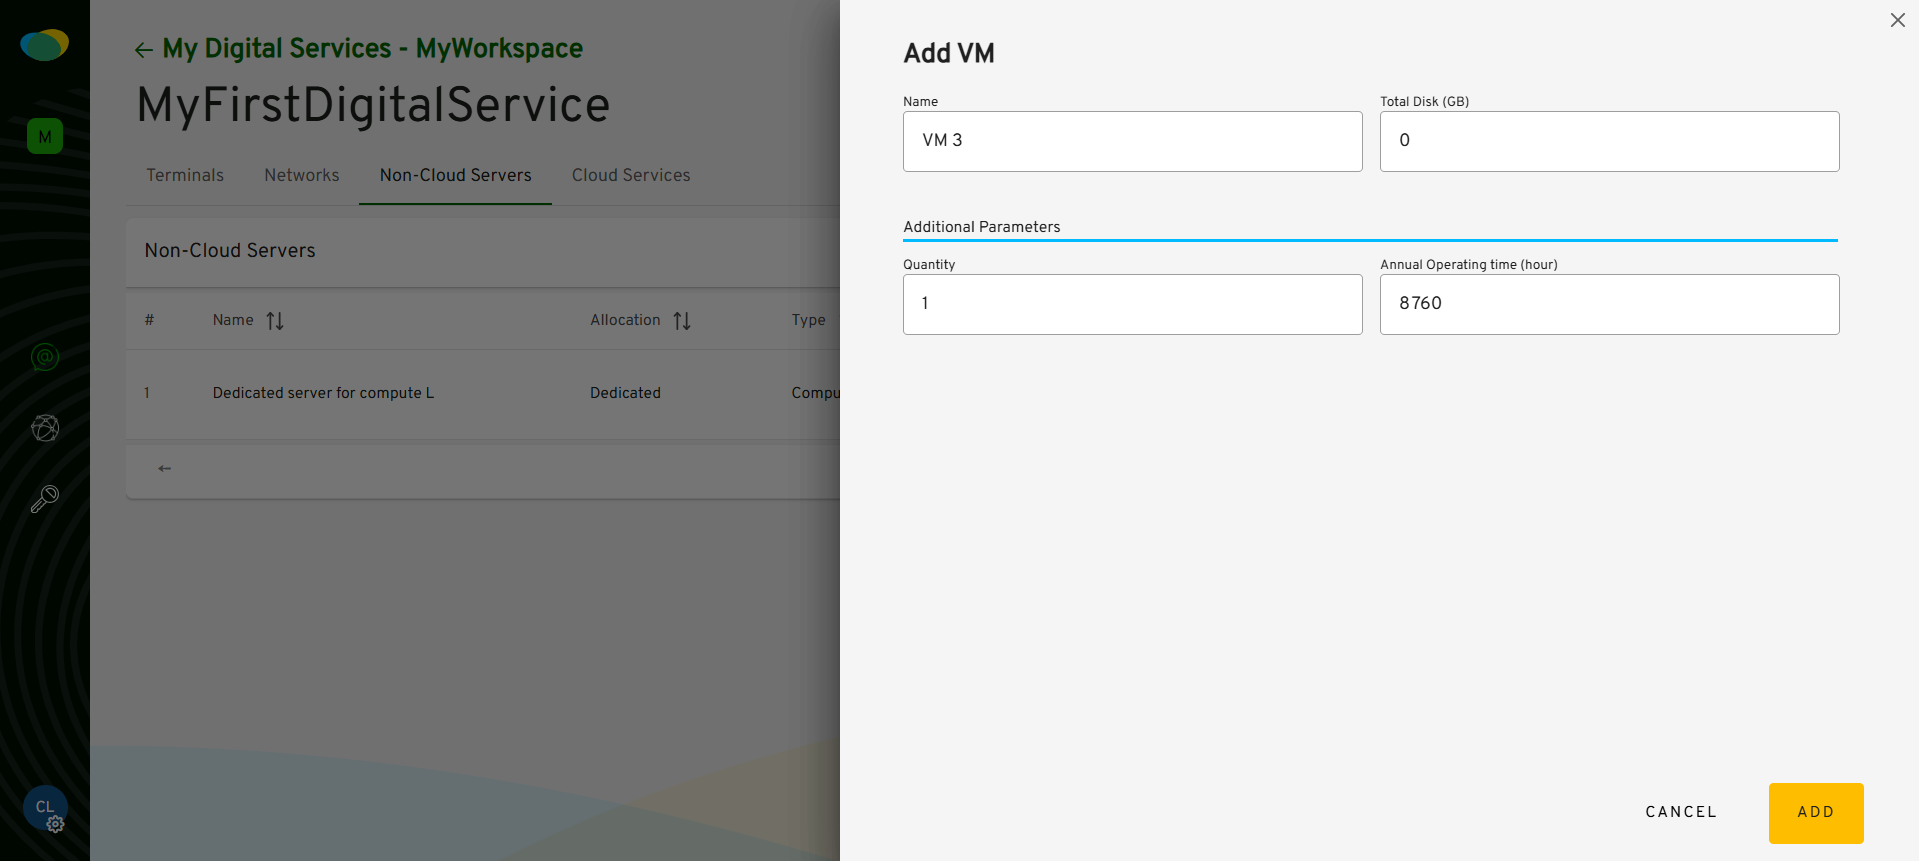 ← My Digital Services - MyWorkspace
MyFirstDigitalService
M
Terminals Networks Non-Cloud Servers Cloud Services
Non-Cloud Servers
# Name Allocation Type
1 Dedicated server for compute L Dedicated Compu
←
CL
Add VM
Name Total Disk (GB)
VM 3 0
Additional Parameters
Quantity Annual Operating time (hour)
1 8760
CANCEL ADD